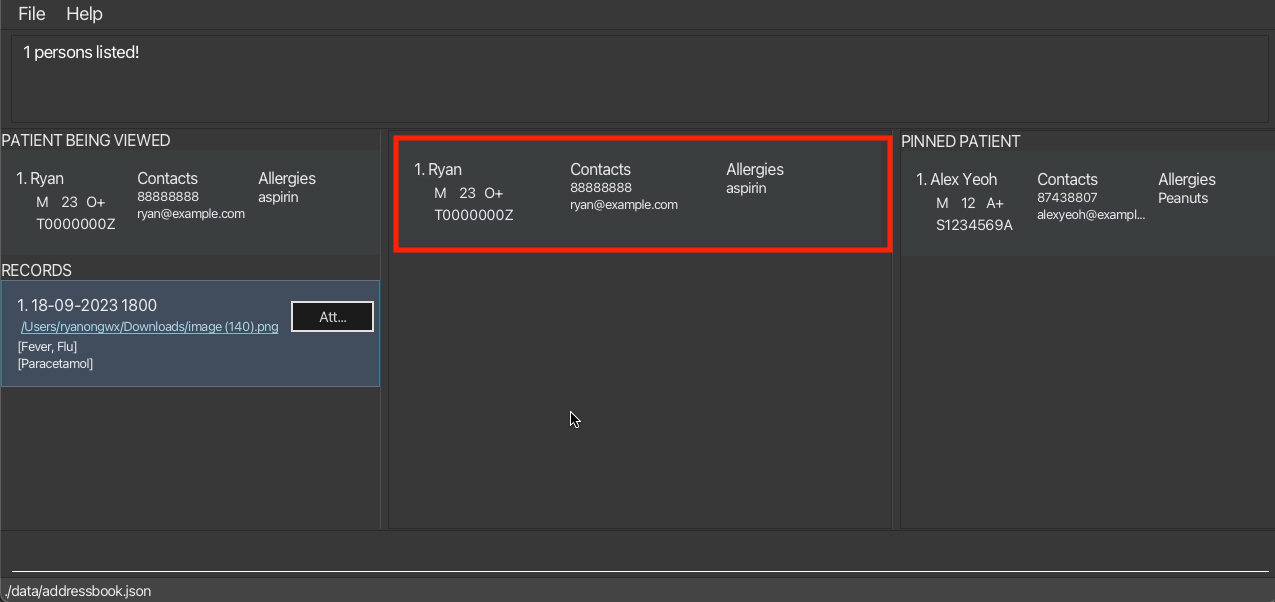 File Help
1 persons listed!
PATIENT BEING VIEWED
1. Ryan
M 23 O+
T0000000Z
Contacts
88888888
ryan@example.com
Allergies
aspirin
RECORDS
1. 18-09-2023 1800
/Users/ryanongwx/Downloads/image (140).png
[Fever, Flu]
[Paracetamol]
Att...
1. Ryan
M 23 O+
T0000000Z
Contacts
88888888
ryan@example.com
Allergies
aspirin
PINNED PATIENT
1. Alex Yeoh
M 12 A+
S1234569A
Contacts
87438807
alexyeoh@exampl...
Allergies
Peanuts
./data/addressbook.json